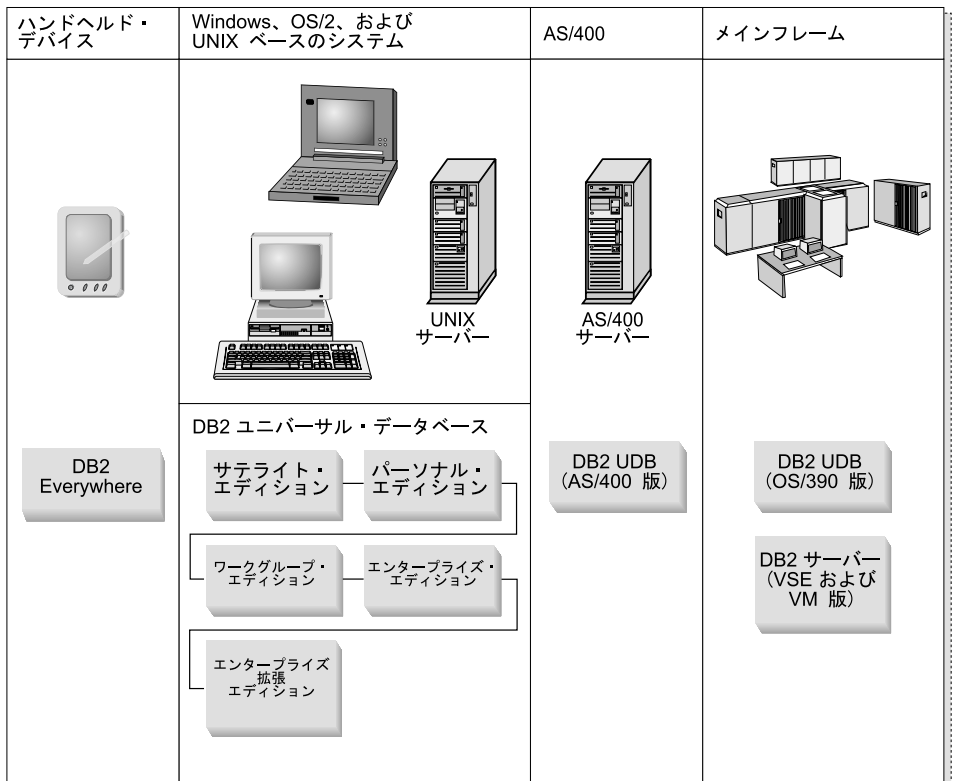 ハンドヘルド・
デバイス
Windows、OS/2、および
UNIX ベースのシステム
AS/400
メインフレーム
UNIX
サーバー
AS/400
サーバー
DB2 ユニバーサル・データベース
DB2
Everywhere
サテライト・
エディション
パーソナル・
エディション
ワークグループ・
エディション
エンタープライズ・
エディション
エンタープライズ
拡張
エディション
DB2 UDB
(AS/400 版)
DB2 UDB
(OS/390 版)
DB2 サーバー
(VSE および
VM 版)